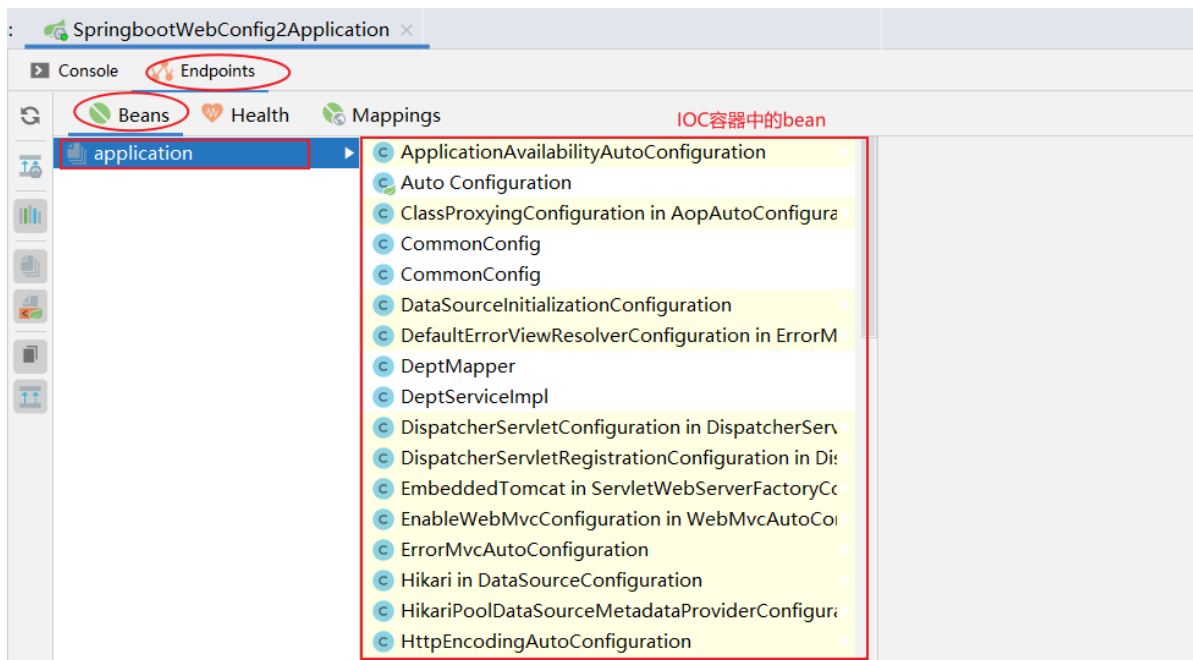 :
SpringbootWebConfig2Application
Console Endpoints
Beans Health Mappings
IOC容器中的bean
application
ApplicationAvailabilityAutoConfiguration
Auto Configuration
ClassProxyingConfiguration in AopAutoConfigura
CommonConfig
CommonConfig
DataSourceInitializationConfiguration
DefaultErrorViewResolverConfiguration in ErrorM
DeptMapper
DeptServiceImpl
DispatcherServletConfiguration in DispatcherServ
DispatcherServletRegistrationConfiguration in Dis
EmbeddedTomcat in ServletWebServerFactoryCo
EnableWebMvcConfiguration in WebMvcAutoCon
ErrorMvcAutoConfiguration
Hikari in DataSourceConfiguration
HikariPoolDataSourceMetadataProviderConfigura
HttpEncodingAutoConfiguration